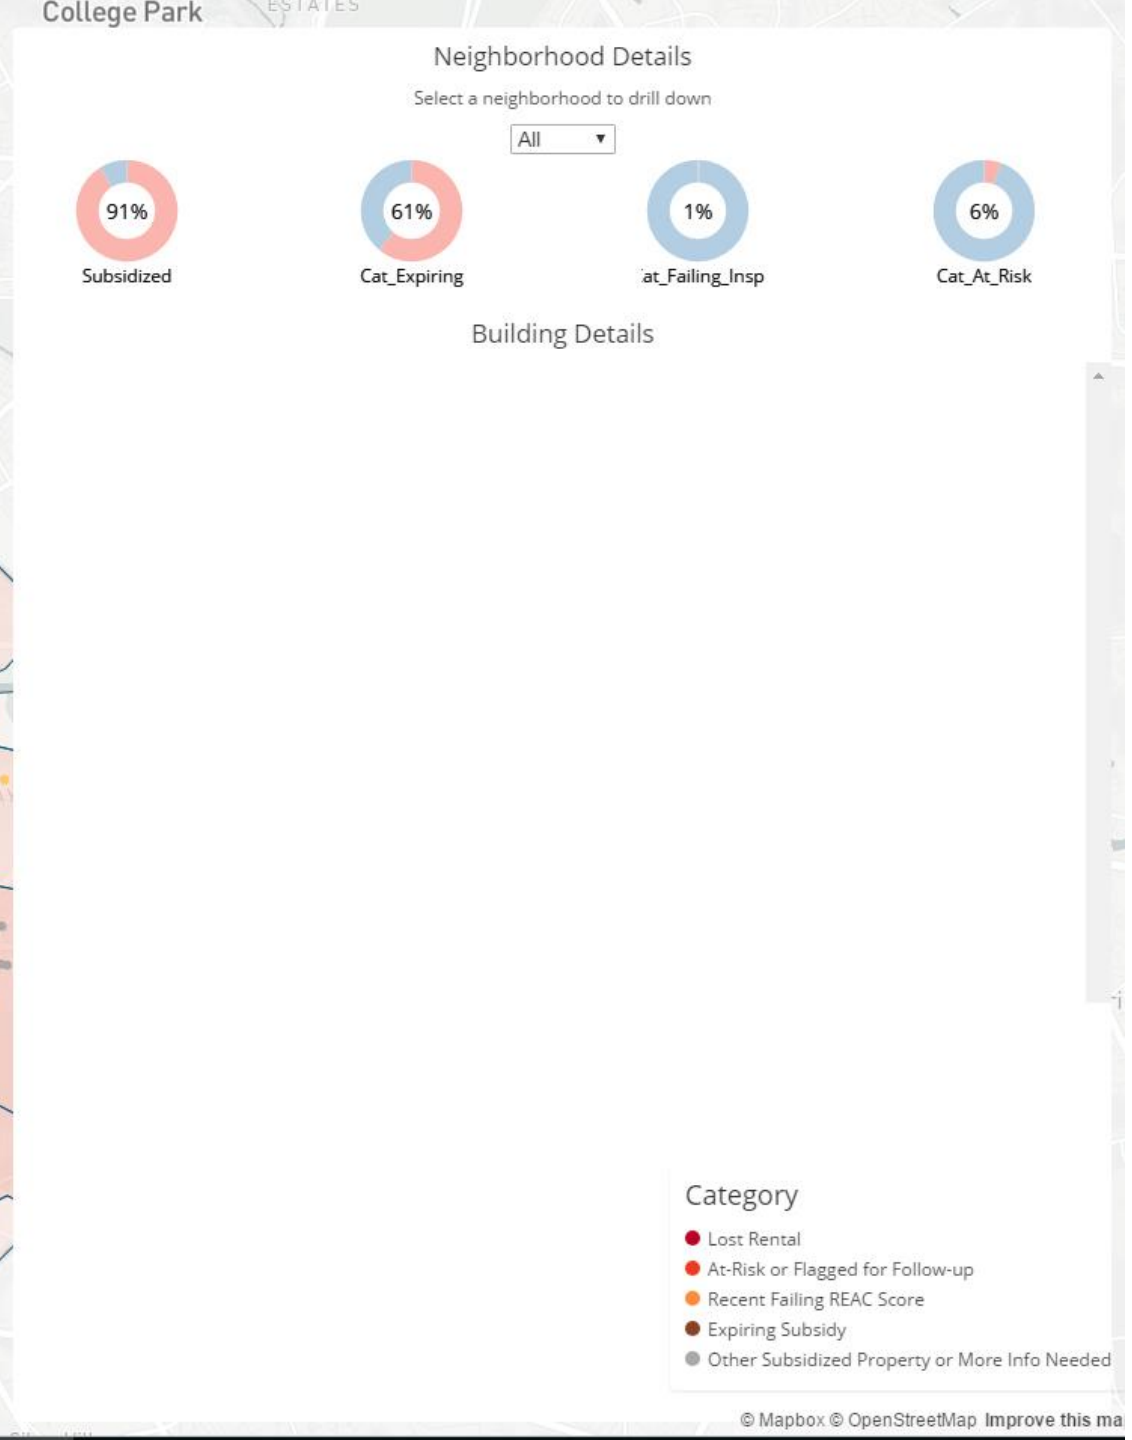 College Park
ESTATES
Neighborhood Details
Select a neighborhood to drill down
All
91%
61%
1%
6%
Subsidized
Cat_Expiring
at_Failing_Insp
Cat_At_Risk
Building Details
Category
Lost Rental
At-Risk or Flagged for Follow-up
Recent Failing REAC Score
Expiring Subsidy
Other Subsidized Property or More Info Needed
© Mapbox © OpenStreetMap Improve this ma